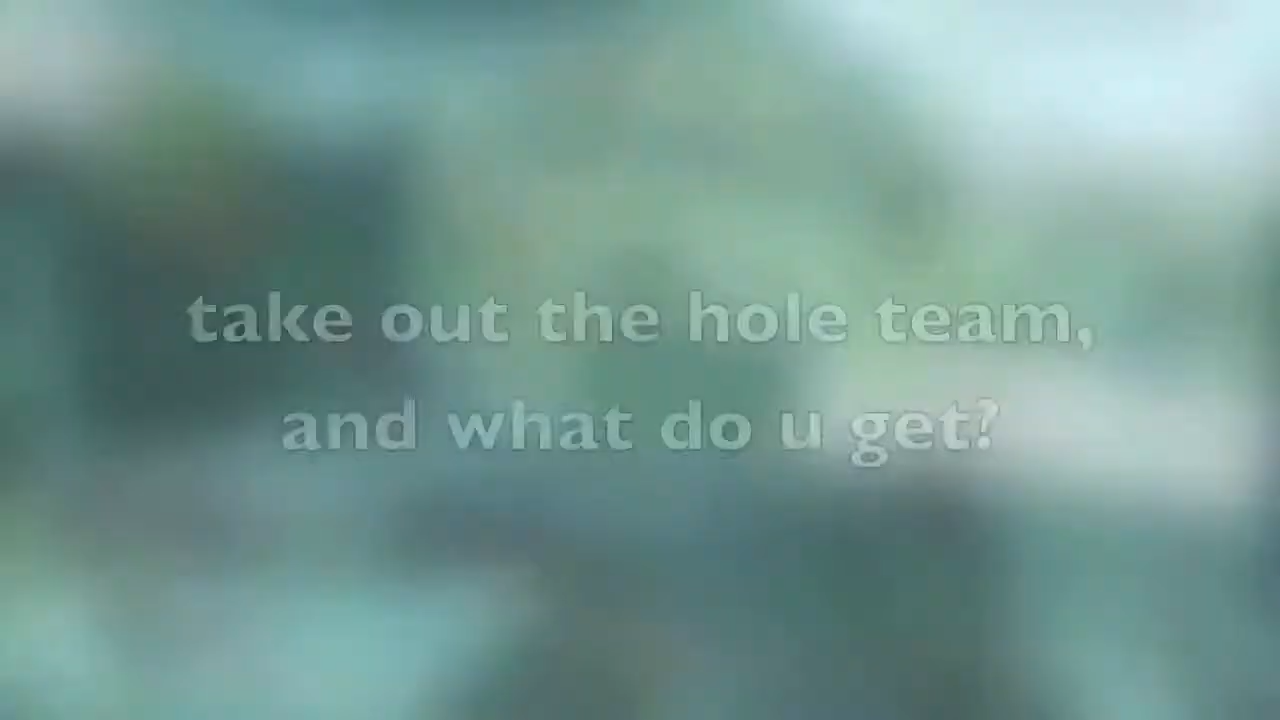 take out the hole team,
and what do u get?